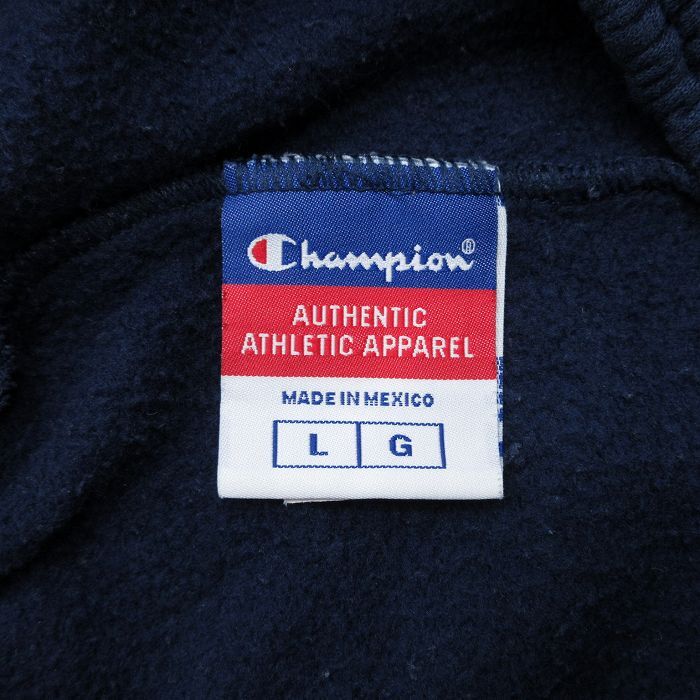 Champion®
AUTHENTIC
ATHLETIC APPAREL
MADE IN MEXICO
L G